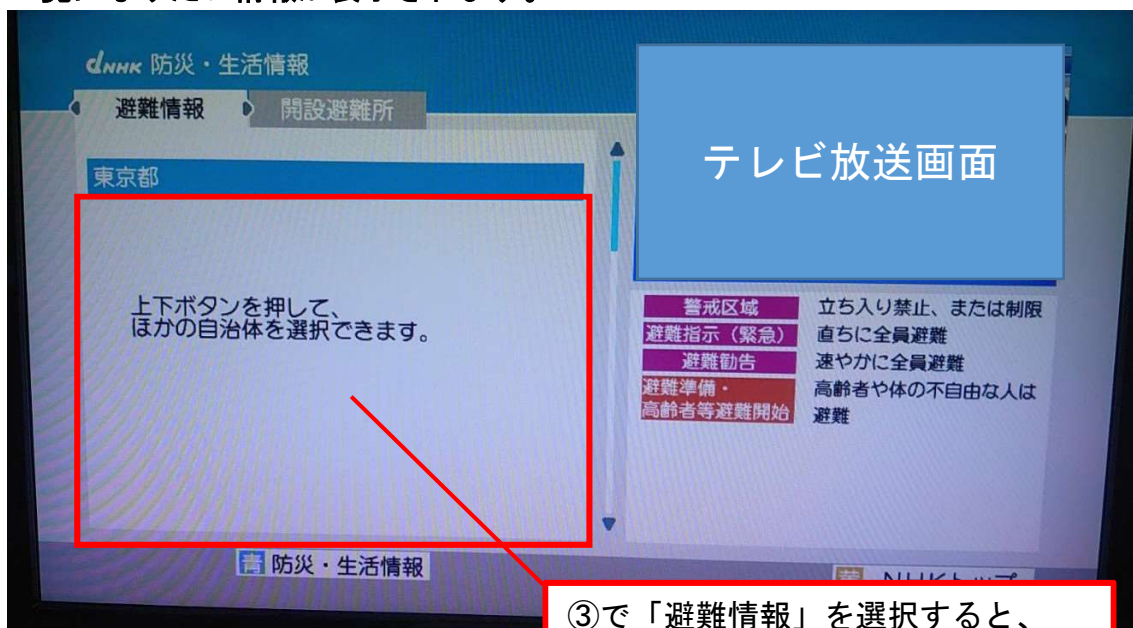 dNHK 防災・生活情報
避難情報
開設避難所
テレビ放送画面
東京都
上下ボタンを押して、
ほかの自治体を選択できます。
警戒区域 立ち入り禁止、または制限
避難指示（緊急） 直ちに全員避難
避難勧告 速やかに全員避難
避難準備・ 高齢者や体の不自由な人は
高齢者等避難開始 避難
青 防災・生活情報
③で「避難情報」を選択すると、